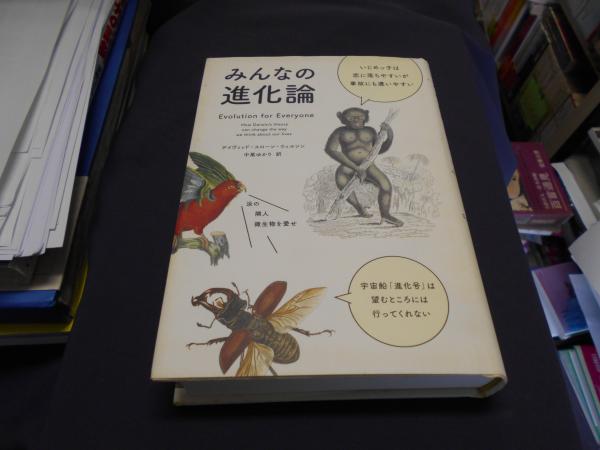 みんなの
進化論
Evolution for Everyone
How Darwin's theory
can change the way
we think about our lives
デイヴィッド・スローン・ウィルソン
中尾ゆかり 訳
いじめっ子は
恋に落ちやすいが
事故にも遭いやすい
涙の
隣人
微生物を愛せ
宇宙船「進化号」は
望むところには
行ってくれない